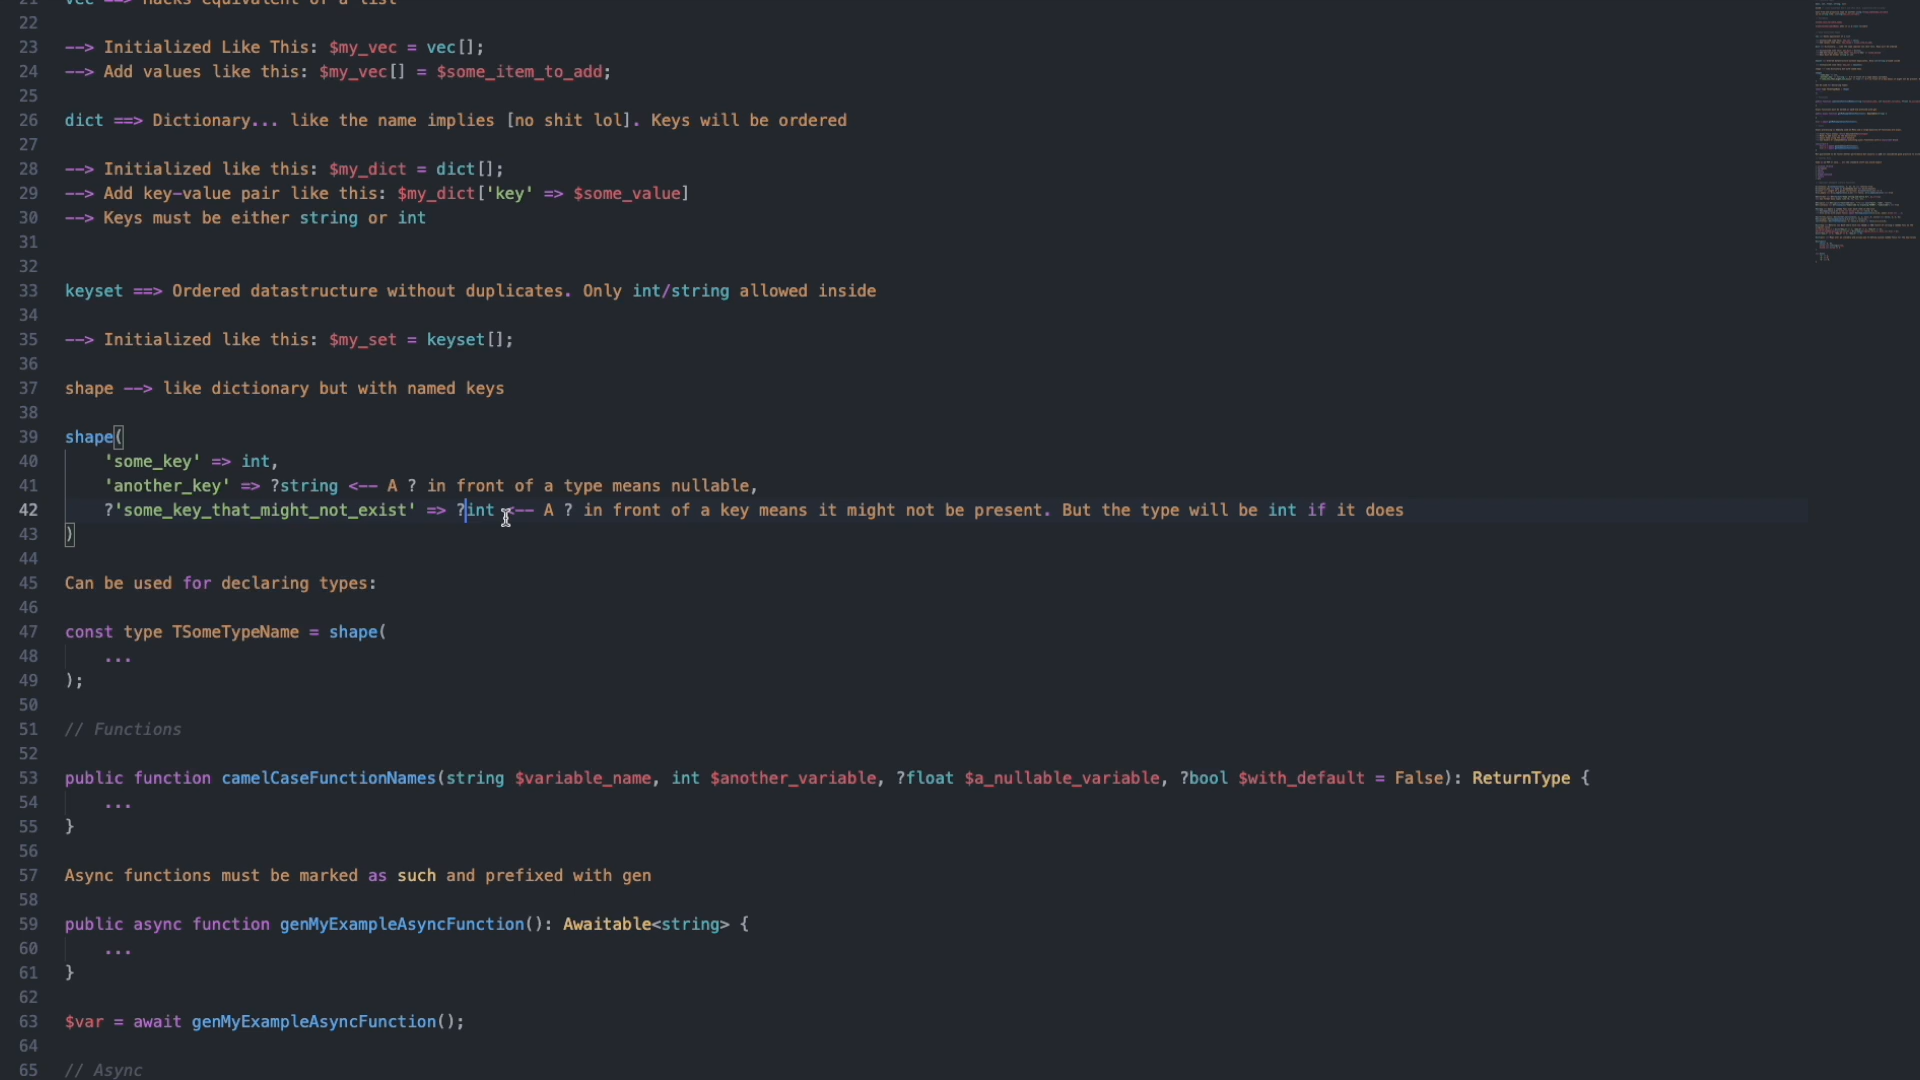 21 vec ==> Hacks equivalent of a list
22
23 --> Initialized Like This: $my_vec = vec[];
24 --> Add values like this: $my_vec[] = $some_item_to_add;
25
26 dict ==> Dictionary... like the name implies [no shit lol]. Keys will be ordered
27
28 --> Initialized like this: $my_dict = dict[];
29 --> Add key-value pair like this: $my_dict['key' => $some_value]
30 --> Keys must be either string or int
31
32
33 keyset ==> Ordered datastructure without duplicates. Only int/string allowed inside
34
35 --> Initialized like this: $my_set = keyset[];
36
37 shape --> like dictionary but with named keys
38
39 shape(
40 'some_key' => int,
41 'another_key' => ?string <-- A ? in front of a type means nullable,
42 ?'some_key_that_might_not_exist' => ?int <-- A ? in front of a key means it might not be present. But the type will be int if it does
43 )
44
45 Can be used for declaring types:
46
47 const type TSomeTypeName = shape(
48 ...
49 );
50
51 // Functions
52
53 public function camelCaseFunctionNames(string $variable_name, int $another_variable, ?float $a_nullable_variable, ?bool $with_default = False): ReturnType {
54 ...
55 }
56
57 Async functions must be marked as such and prefixed with gen
58
59 public async function genMyExampleAsyncFunction(): Awaitable<string> {
60 ...
61 }
62
63 $var = await genMyExampleAsyncFunction();
64
65 // Async